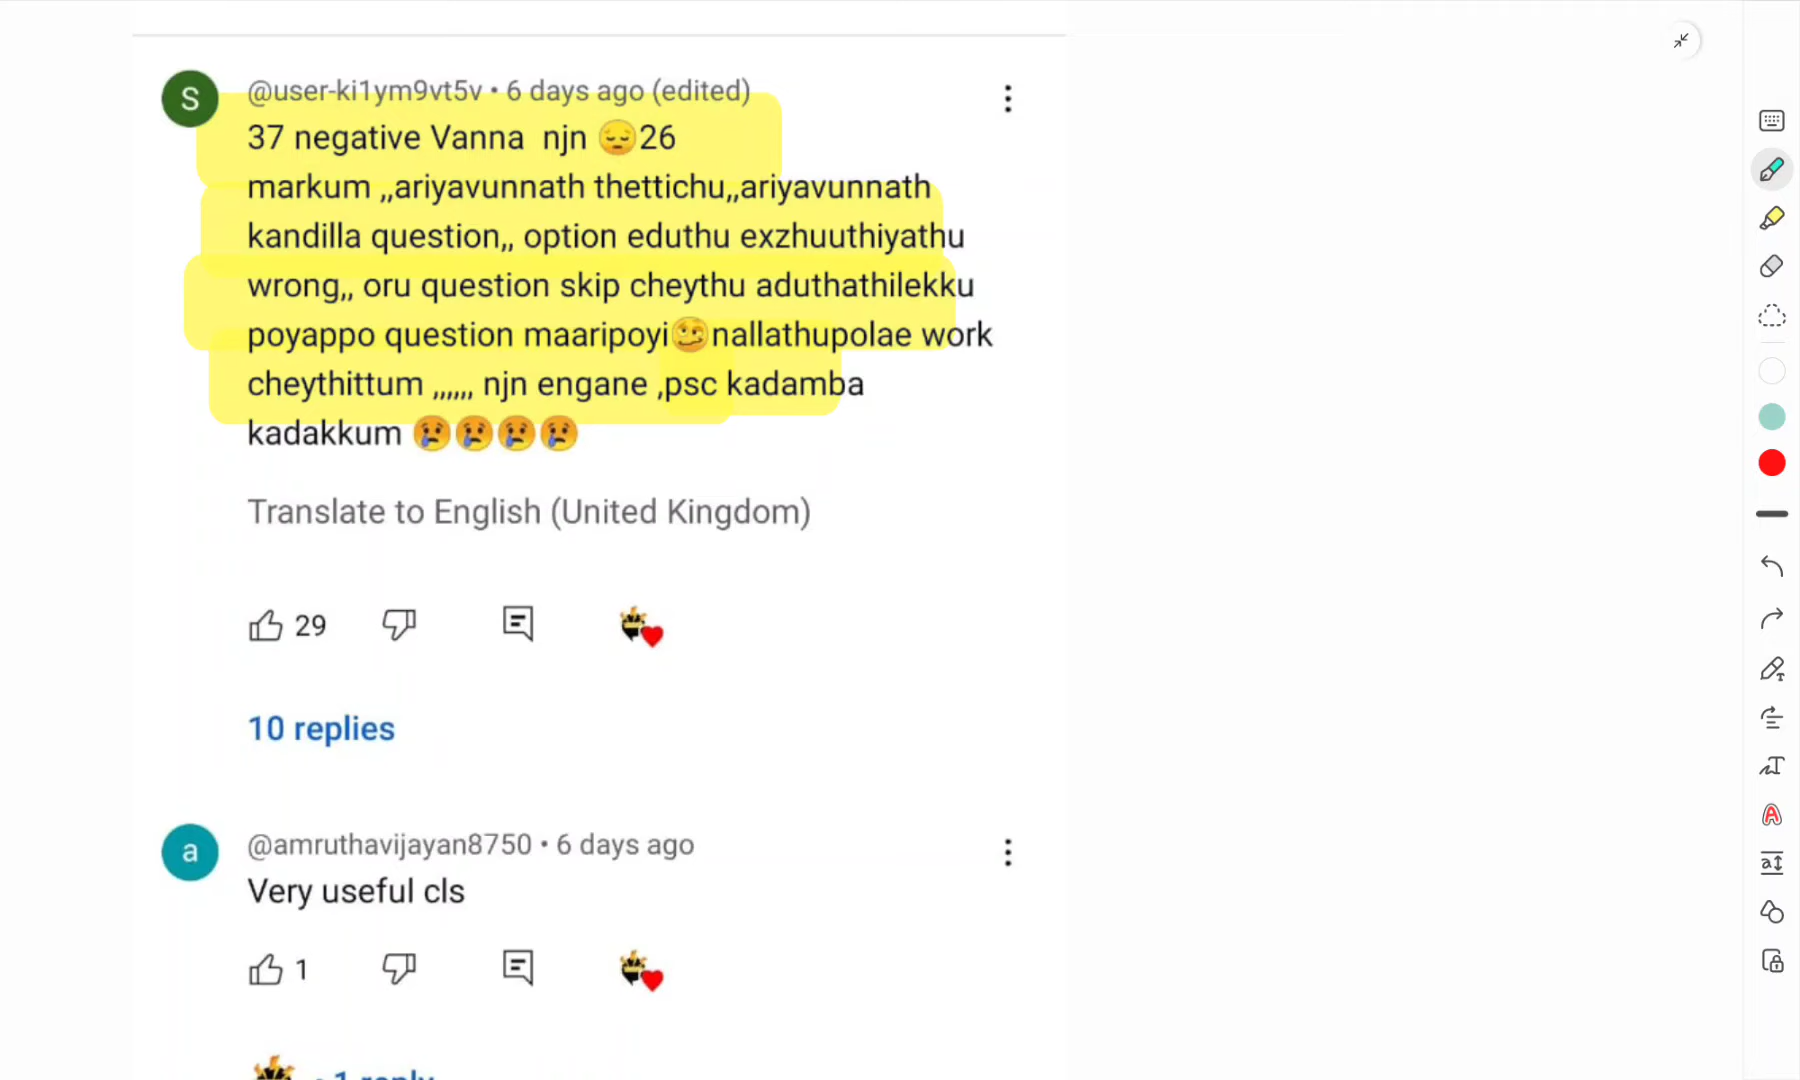 S
@user-ki1ym9vt5v • 6 days ago (edited)
37 negative Vanna  njn 😔26
markum ,,ariyavunnath thettichu,,ariyavunnath
kandilla question,, option eduthu exzhuuthiyathu
wrong,, oru question skip cheythu aduthathilekku
poyappo question maaripoyi🥴nallathupolae work
cheythittum ,,,,,, njn engane ,psc kadamba
kadakkum 😢😢😢😢
Translate to English (United Kingdom)
29
10 replies
a
@amruthavijayan8750 • 6 days ago
Very useful cls
1
• 1 reply